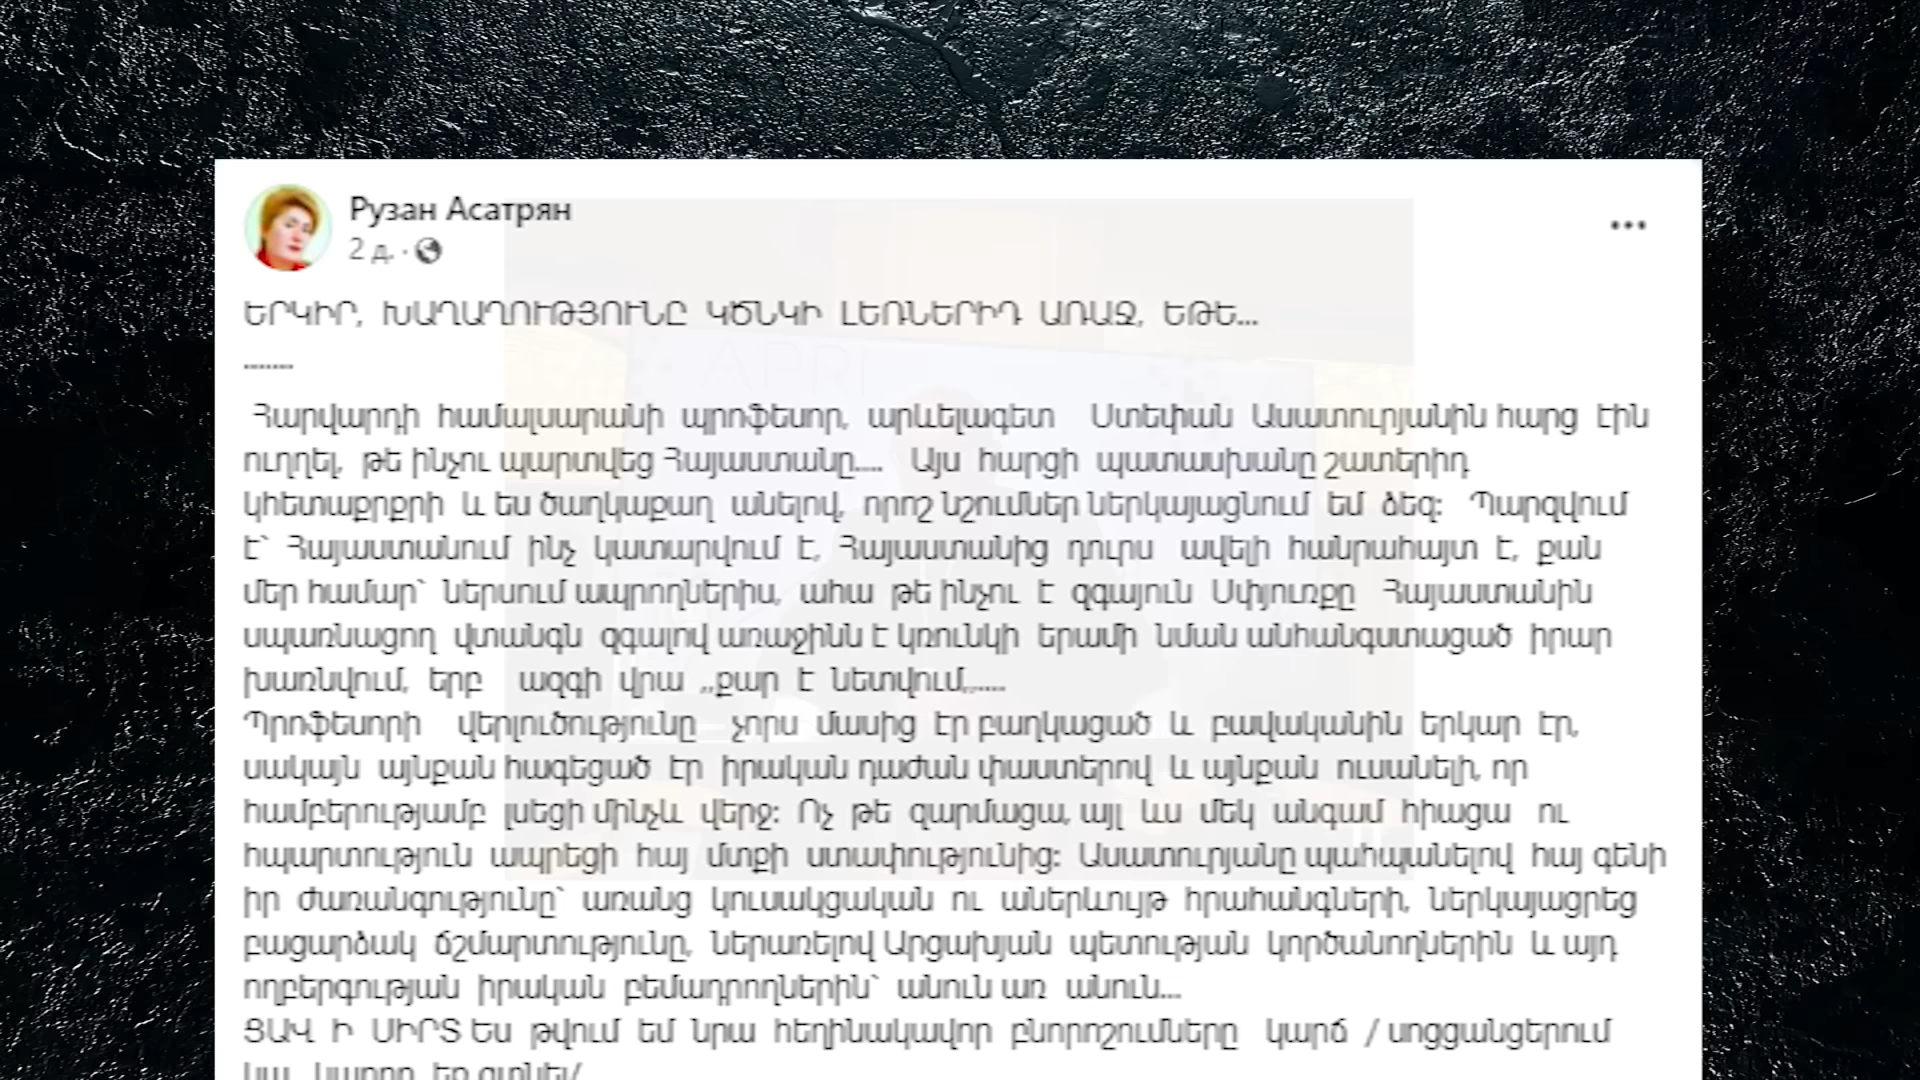 Рузан Асатрян
2 д. ·
ԵՐԿԻՐ, ԽԱՂԱՂՈՒԹՅՈՒՆԸ ԿԾՆԿԻ ԼԵՌՆԵՐԻԴ ԱՌԱՋ, ԵԹԵ...
.......
APRI
Հարվարդի համալսարանի պրոֆեսոր, արևելագետ Ստեփան Ասատուրյանին հարց էին
ուղղել, թե ինչու պարտվեց Հայաստանը.... Այս հարցի պատասխանը շատերիդ
կհետաքրքրի և ես ծաղկաքաղ անելով, որոշ նշումներ ներկայացնում եմ ձեզ: Պարզվում
է` Հայաստանում ինչ կատարվում է, Հայաստանից դուրս ավելի հանրահայտ է, քան
մեր համար` ներսում ապրողներիս, ահա թե ինչու է զգայուն Սփյուռքը Հայաստանին
սպառնացող վտանգն զգալով առաջինն է կռունկի երամի նման անհանգստացած իրար
խառնվում, երբ ազգի վրա ,,քար է նետվում,,....
Պրոֆեսորի վերլուծությունը չորս մասից էր բաղկացած և բավականին երկար էր,
սակայն այնքան հագեցած էր իրական դաժան փաստերով և այնքան ուսանելի, որ
համբերությամբ լսեցի մինչև վերջ: Ոչ թե զարմացա, այլ ևս մեկ անգամ հիացա ու
հպարտություն ապրեցի հայ մտքի ստափությունից: Ասատուրյանը պահպանելով հայ գենի
իր ժառանգությունը` առանց կուսակցական ու աներևույթ հրահանգների, ներկայացրեց
բացարձակ ճշմարտությունը, ներառելով Արցախյան պետության կործանողներին և այդ
ողբերգության իրական բեմադրողներին` անուն առ անուն...
ՑԱՎ Ի ՍԻՐՏ Ես թվում եմ նրա հեղինակավոր բնորոշումները կարճ / սոցցանցերում